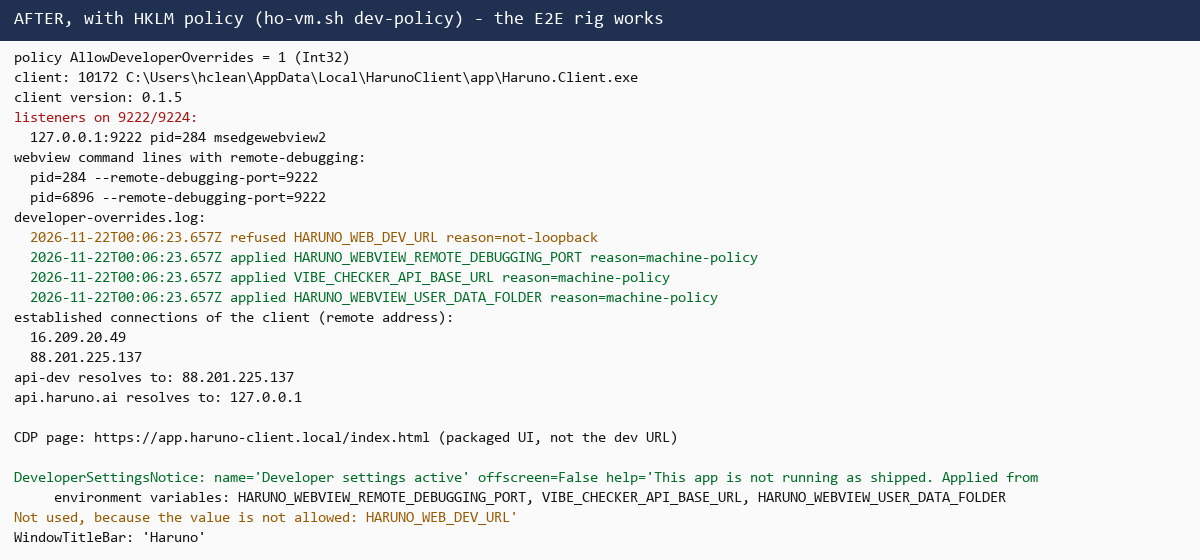 AFTER, with HKLM policy (ho-vm.sh dev-policy) - the E2E rig works
policy AllowDeveloperOverrides = 1 (Int32)
client: 10172 C:\Users\hclean\AppData\Local\HarunoClient\app\Haruno.Client.exe
client version: 0.1.5
listeners on 9222/9224:
127.0.0.1:9222 pid=284 msedgewebview2
webview command lines with remote-debugging:
pid=284 --remote-debugging-port=9222
pid=6896 --remote-debugging-port=9222
developer-overrides.log:
2026-11-22T00:06:23.657Z refused HARUNO_WEB_DEV_URL reason=not-loopback
2026-11-22T00:06:23.657Z applied HARUNO_WEBVIEW_REMOTE_DEBUGGING_PORT reason=machine-policy
2026-11-22T00:06:23.657Z applied VIBE_CHECKER_API_BASE_URL reason=machine-policy
2026-11-22T00:06:23.657Z applied HARUNO_WEBVIEW_USER_DATA_FOLDER reason=machine-policy
established connections of the client (remote address):
16.209.20.49
88.201.225.137
api-dev resolves to: 88.201.225.137
api.haruno.ai resolves to: 127.0.0.1
CDP page: https://app.haruno-client.local/index.html (packaged UI, not the dev URL)
DeveloperSettingsNotice: name='Developer settings active' offscreen=False help='This app is not running as shipped. Applied from
environment variables: HARUNO_WEBVIEW_REMOTE_DEBUGGING_PORT, VIBE_CHECKER_API_BASE_URL, HARUNO_WEBVIEW_USER_DATA_FOLDER
Not used, because the value is not allowed: HARUNO_WEB_DEV_URL'
WindowTitleBar: 'Haruno'